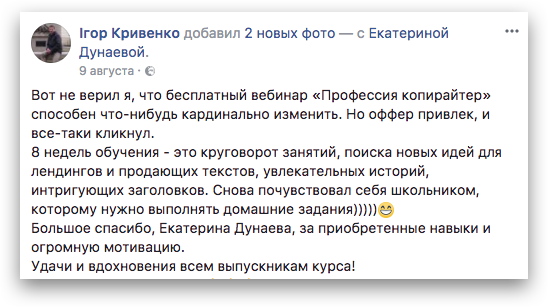 Ігор Кривенко добавил 2 новых фото — с Екатериной
Дунаевой.
9 августа ·
Вот не верил я, что бесплатный вебинар «Профессия копирайтер»
способен что-нибудь кардинально изменить. Но оффер привлек, и
все-таки кликнул.
8 недель обучения - это круговорот занятий, поиска новых идей для
лендингов и продающих текстов, увлекательных историй,
интригующих заголовков. Снова почувствовал себя школьником,
которому нужно выполнять домашние задания)))))😁
Большое спасибо, Екатерина Дунаева, за приобретенные навыки и
огромную мотивацию.
Удачи и вдохновения всем выпускникам курса!